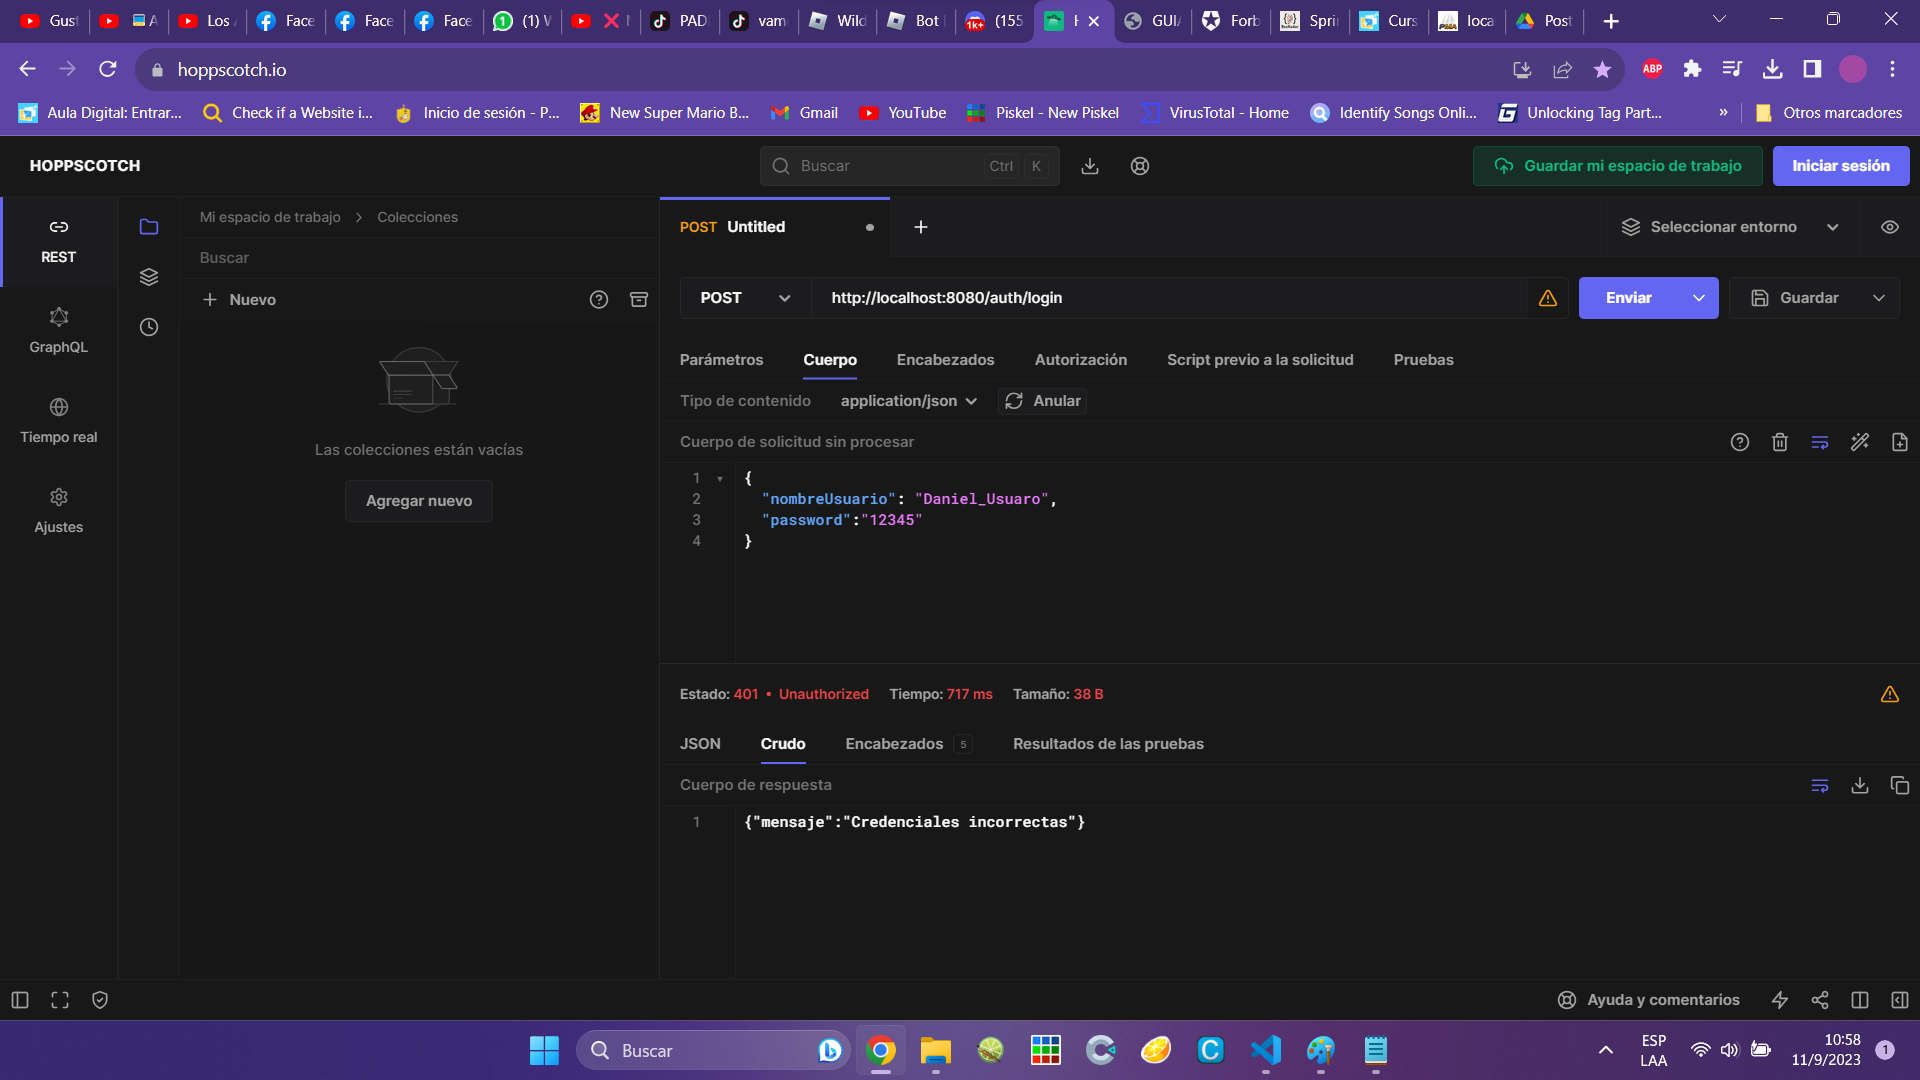 Gust
A
Los
Face
Face
Face
(1) W
PAD
vam
Wild
Bot
(155
GUI
Forb
Spri
Curs
loca
Post
hoppscotch.io
ABP
Aula Digital: Entrar...
Check if a Website i...
Inicio de sesión - P...
New Super Mario B...
Gmail
YouTube
Piskel - New Piskel
VirusTotal - Home
Identify Songs Onli...
Unlocking Tag Part...
»
Otros marcadores
HOPPSCOTCH
Buscar
Ctrl
K
Guardar mi espacio de trabajo
Iniciar sesión
REST
GraphQL
Tiempo real
Ajustes
Mi espacio de trabajo > Colecciones
Buscar
+ Nuevo
Las colecciones están vacías
Agregar nuevo
POST Untitled
Seleccionar entorno
POST
http://localhost:8080/auth/login
Enviar
Guardar
Parámetros
Cuerpo
Encabezados
Autorización
Script previo a la solicitud
Pruebas
Tipo de contenido
application/json
Anular
Cuerpo de solicitud sin procesar
1 {
2 "nombreUsuario": "Daniel_Usuaro",
3 "password":"12345"
4 }
Estado: 401 • Unauthorized
Tiempo: 717 ms
Tamaño: 38 B
JSON
Crudo
Encabezados 5
Resultados de las pruebas
Cuerpo de respuesta
1 {"mensaje":"Credenciales incorrectas"}
Ayuda y comentarios
Buscar
ESP
LAA
10:58
11/9/2023
1